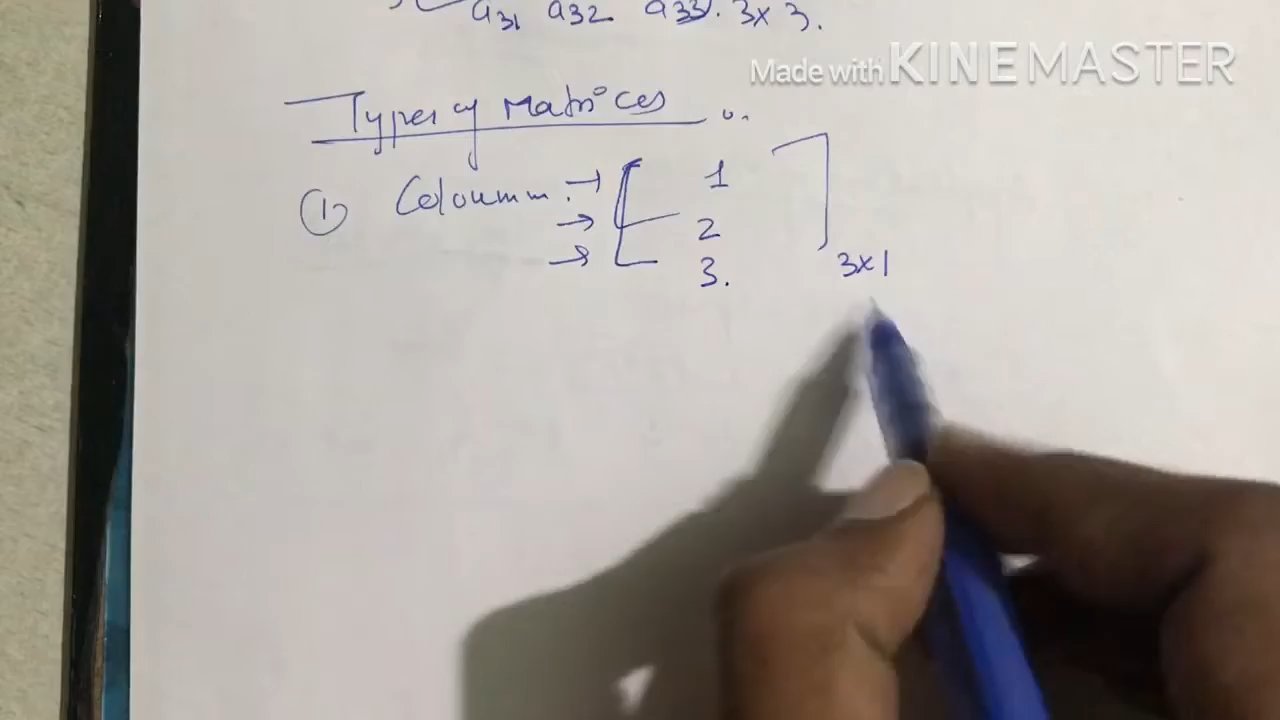 a31 a32 a33. 3x3.
Made with KINEMASTER
Types of Matrices
① Coloumn. → [ 1 ]
→ 2
→ 3. 3x1